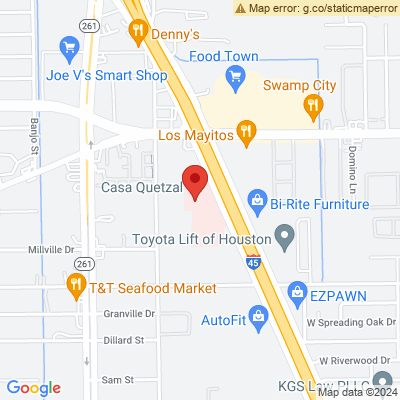 Map error: g.co/staticmaperror
Denny's
261
Food Town
Joe V's Smart Shop
Swamp City
Banjo St
Los Mayitos
Domino Ln
Casa Quetzal
Bi-Rite Furniture
Toyota Lift of Houston
Millville Dr
261
45
T&T Seafood Market
EZPAWN
Granville Dr
AutoFit
W Spreading Oak Dr
Dillard St
W Riverwood Dr
Sam St
KGS Law PLLC
Google
Map data ©2024